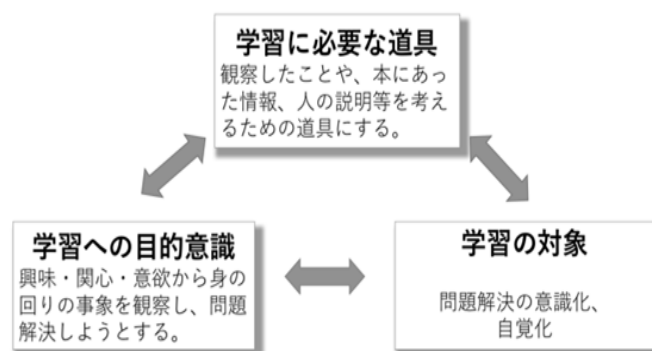 学習に必要な道具
観察したことや、本にあっ
た情報、人の説明等を考え
るための道具にする。
学習への目的意識
興味・関心・意欲から身の
回りの事象を観察し、問題
解決しようとする。
学習の対象
問題解決の意識化、
自覚化